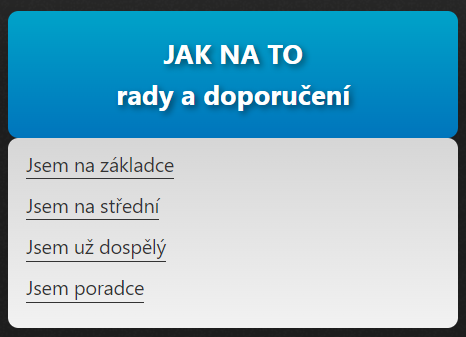 JAK NA TO
rady a doporučení
Jsem na základce
Jsem na střední
Jsem už dospělý
Jsem poradce